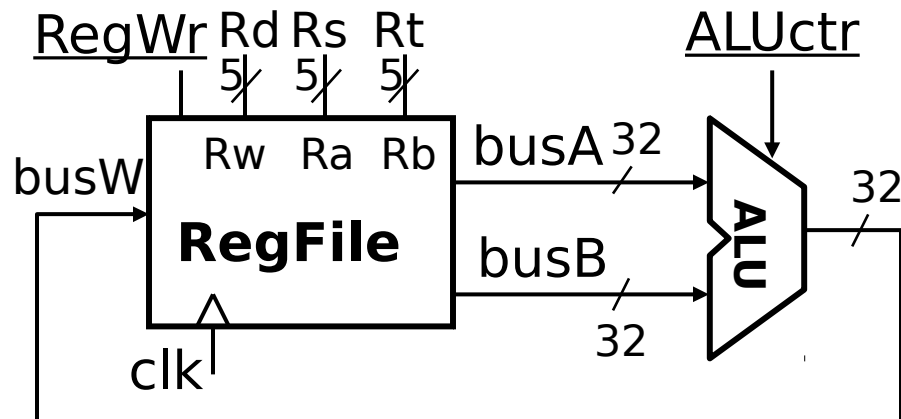 RegWr Rd Rs Rt ALUctr
5 5 5
Rw Ra Rb busA 32
busW 32
RegFile ALU
busB
32
clk